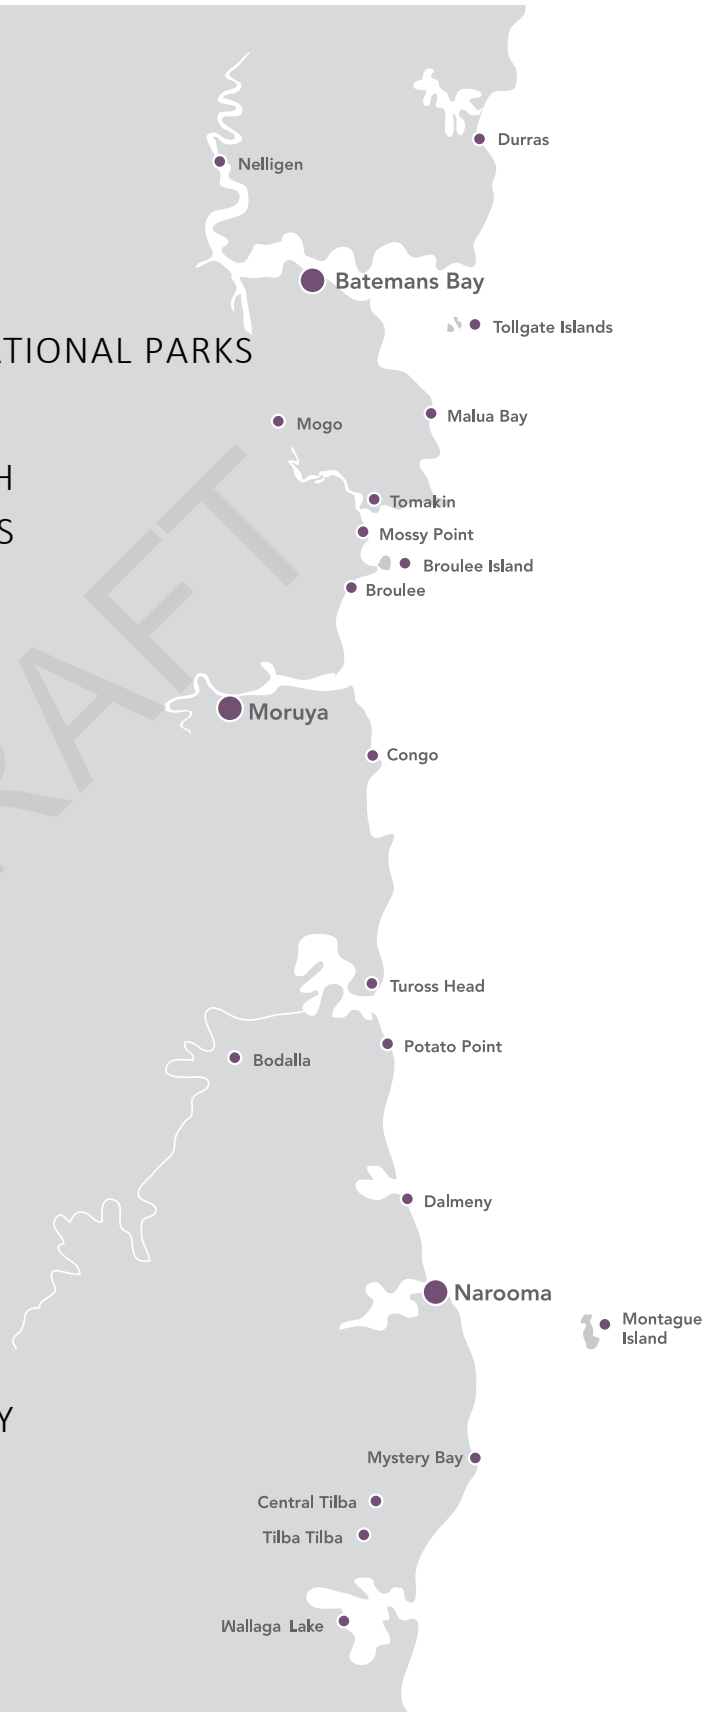 Durras
Nelligen
Batemans Bay
Tollgate Islands
ATIONAL PARKS
Malua Bay
Mogo
H
Tomakin
S
Mossy Point
Broulee Island
Broulee
RAFT
Moruya
Congo
Tuross Head
Potato Point
Bodalla
Dalmeny
Narooma
Montague
Island
Y
Mystery Bay
Central Tilba
Tilba Tilba
Wallaga Lake